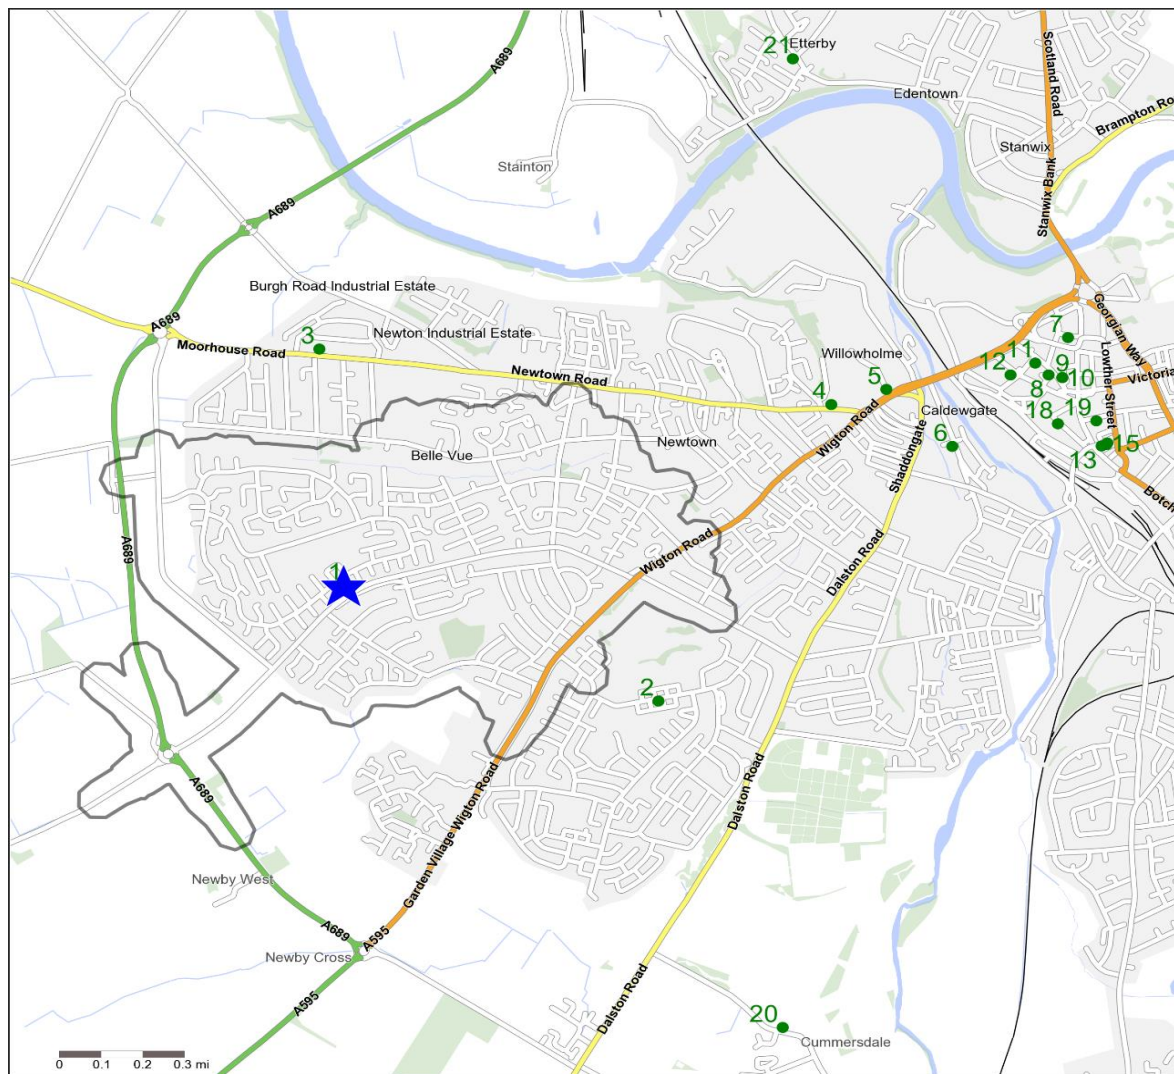 21
Etterby
A689
Scotland Road
Edentown
Brampton Ro
Stanwix
Stainton
Stanwix Bank
A689
Burgh Road Industrial Estate
Georgian Way
A689
3
Newton Industrial Estate
7
Moorhouse Road
Willowholme
11
9
Lowther Street
12
8
10
Victoria
Newtown Road
5
4
Caldewgate
18
19
6
13
15
Newtown
Wigton Road
Belle Vue
Shaddongate
Botch
A689
Wigton Road
1
Dalston Road
2
A689
Dalston Road
Garden Village Wigton Road
Newby West
A689
A595
Newby Cross
A595
Dalston Road
20
Cummersdale
0 0.1 0.2 0.3 mi